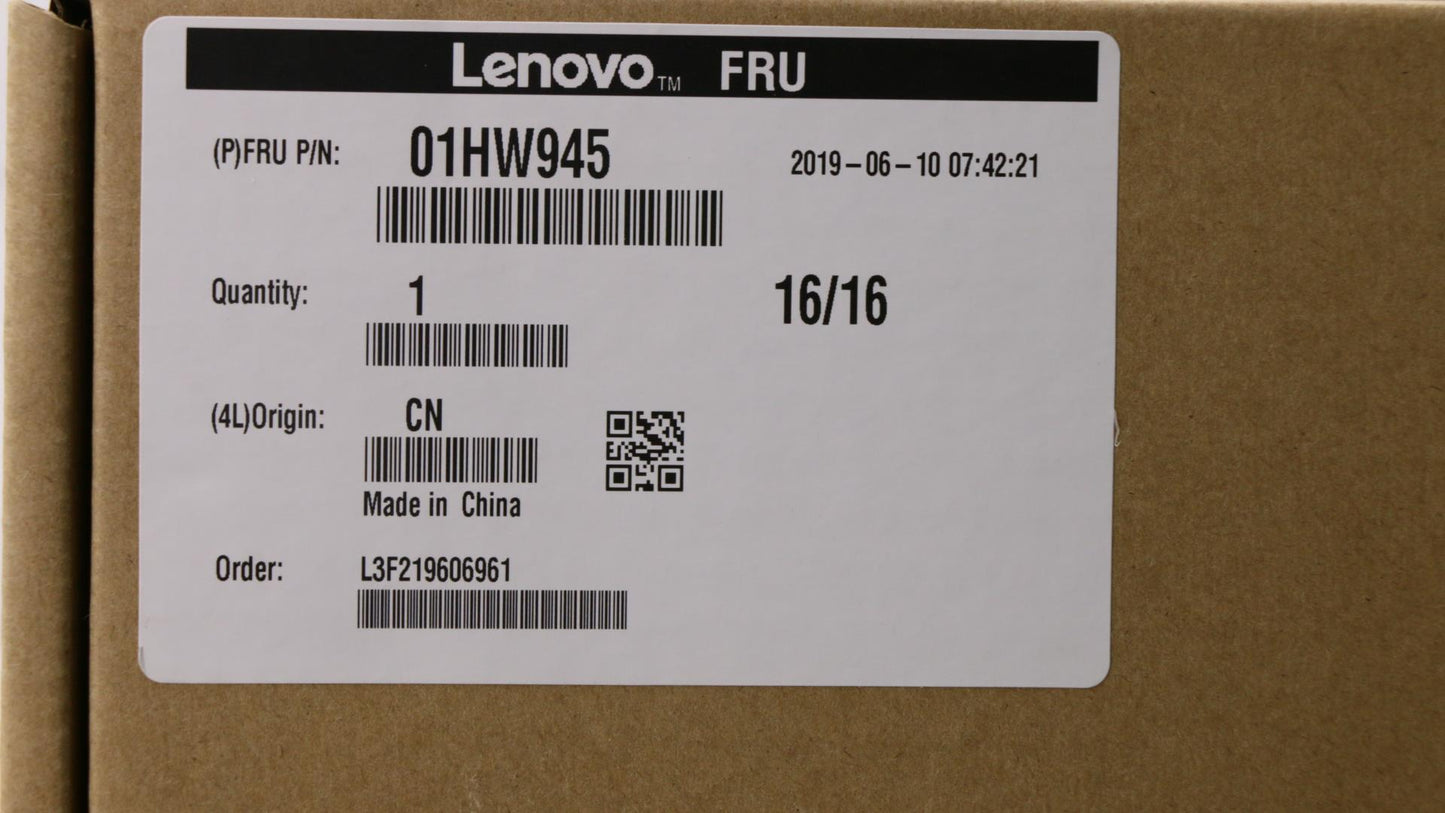 Lenovo™ FRU
(P)FRU P/N: 01HW945 2019-06-10 07:42:21
Quantity: 1 16/16
(4L)Origin: CN
Made in China
Order: L3F219606961